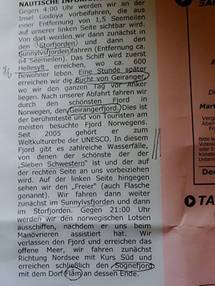 NAUTISCHE INFORMA
Gegen 4.00 Uhr werden wir an der
Insel Godøya vorbeifahren, die aus
einer Entfernung von 1,5 Seemeilen
auf unserer linken Seite sichtbar wird.
Von dort werden wir dann zunächst in
den Storfjorden und dann den
Sunnylvsfjorden fahren (Entfernung ca.
64 Seemeilen). Das Schiff wird zuerst
Hellesylt erreichen, wo ca. 600
Bewohner leben. Eine Stunde später
erreichen wir die Bucht von Geiranger,
wo wir den ganzen Tag vor Anker
liegen. Nach unserer Abfahrt fahren wir
durch den schönsten Fjord in
Norwegen, den Geirangerfjord. Dies ist
der berühmteste und von Touristen am
meisten besuchte Fjord Norwegens.
Seit 2005 gehört er zum
Weltkulturerbe der UNESCO. In diesem
Fjord gibt es zahlreiche Wasserfälle,
von denen der schönste der der
„Sieben Schwestern" ist und der auf
der rechten Seite an uns vorbeiziehen
wird. Auf der linken Seite hingegen
sehen wir den „Freier" (auch Flasche
genannt). Wir fahren dann weiter
zunächst im Sunnylvsfjorden und dann
im Storfjorden. Gegen 21:00 Uhr
werden wir den norwegischen Lotsen
ausschiffen, nachdem er uns beim
Manövrieren assistiert hat. Wir
verlassen den Fjord und erreichen das
offene Meer, wir fahren zunächst
Richtung Nordsee mit Kurs Süd und
erreichen schließlich den Sognefjord
mit dem Dorf Flåm an dessen Ende.
TA
Mart
SAN